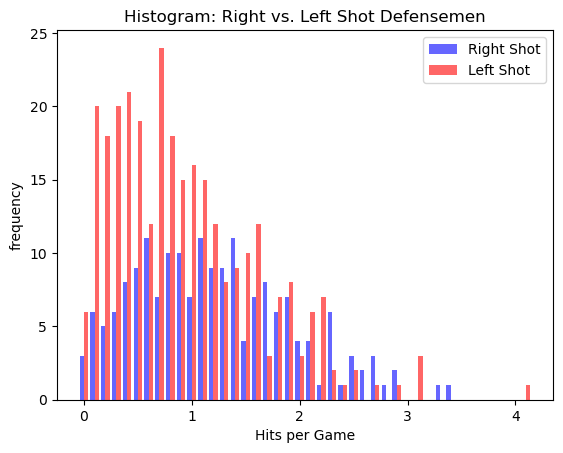 Histogram: Right vs. Left Shot Defensemen
Right Shot
Left Shot
frequency
25
20
15
10
5
0
0 1 2 3 4
Hits per Game